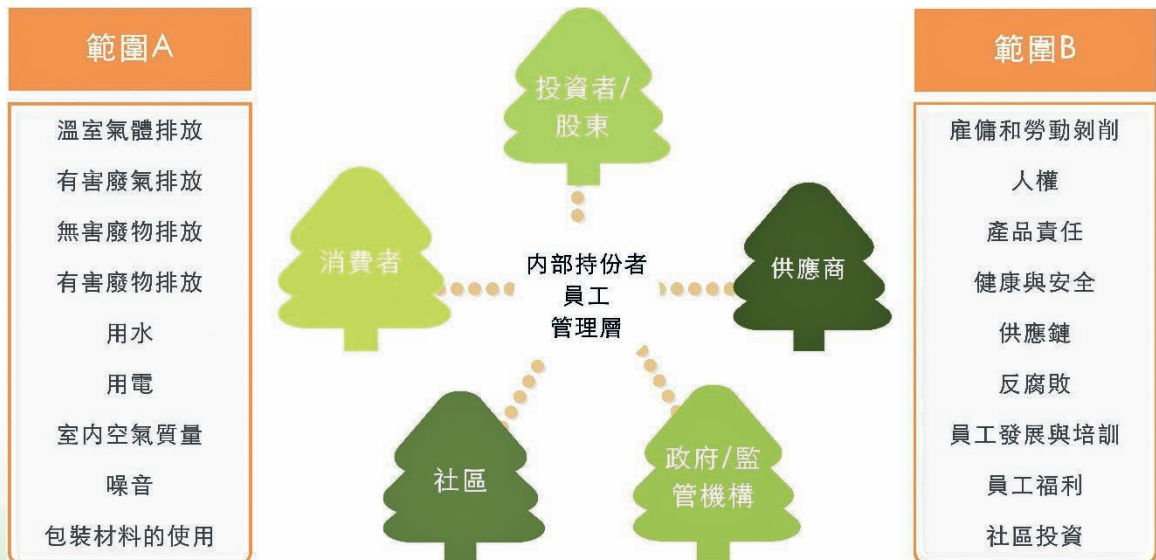 範圍A
溫室氣體排放
有害廢氣排放
無害廢物排放
有害廢物排放
用水
用電
室内空氣質量
噪音
包裝材料的使用
投資者/
股東
消費者
内部持份者
員工
管理層
供應商
社區
政府/監
管機構
範圍B
雇傭和勞動剝削
人權
產品責任
健康與安全
供應鏈
反腐敗
員工發展與培訓
員工福利
社區投資